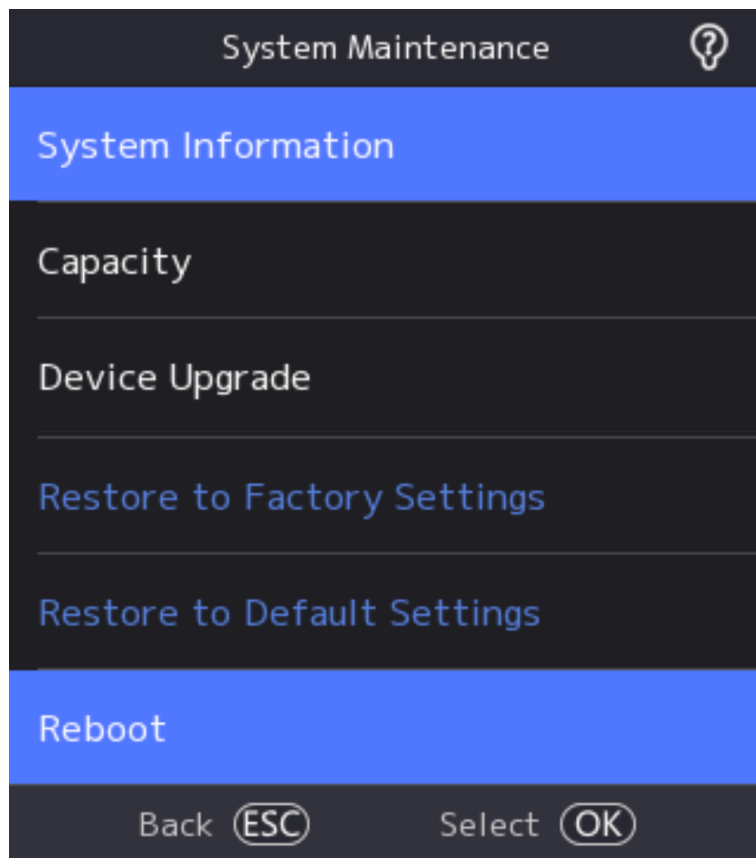 System Maintenance
System Information
Capacity
Device Upgrade
Restore to Factory Settings
Restore to Default Settings
Reboot
Back ESC Select OK